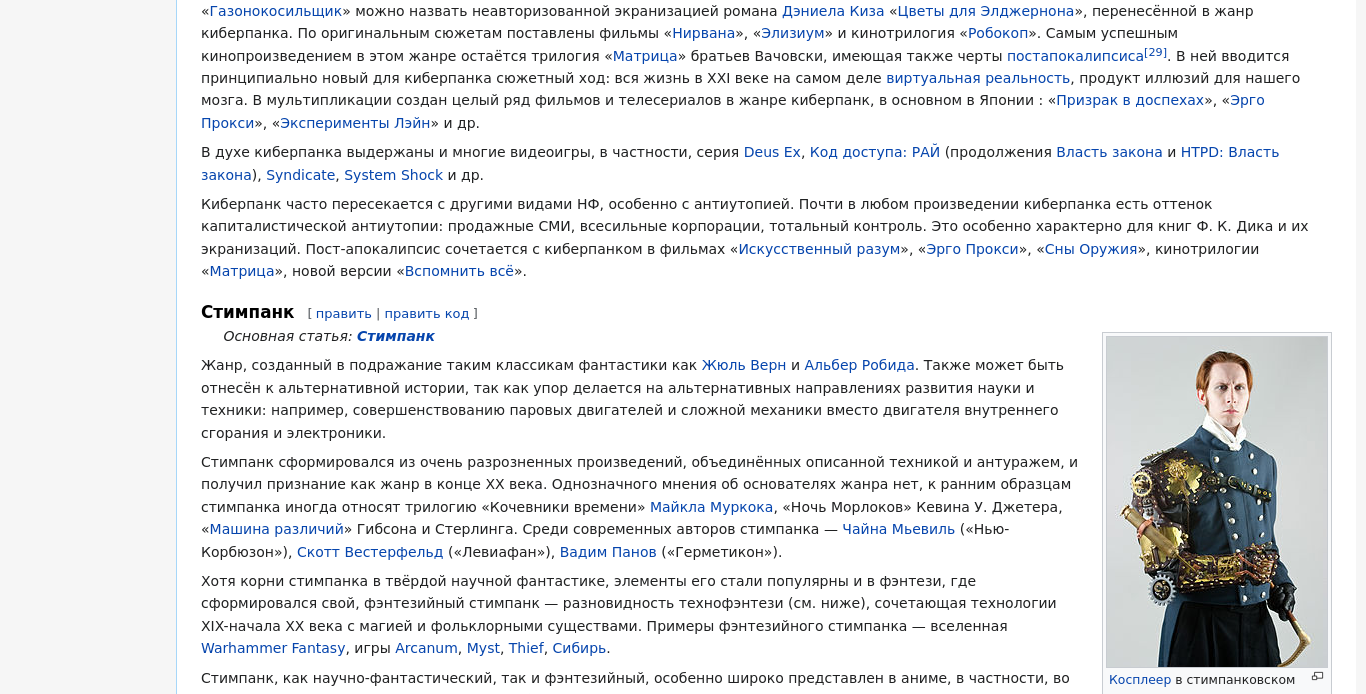 «Газонокосильщик» можно назвать неавторизованной экранизацией романа Дэниела Киза «Цветы для Элджернона», перенесённой в жанр
киберпанка. По оригинальным сюжетам поставлены фильмы «Нирвана», «Элизиум» и кинотрилогия «Робокоп». Самым успешным
кинопроизведением в этом жанре остаётся трилогия «Матрица» братьев Вачовски, имеющая также черты постапокалипсиса[29]. В ней вводится
принципиально новый для киберпанка сюжетный ход: вся жизнь в XXI веке на самом деле виртуальная реальность, продукт иллюзий для нашего
мозга. В мультипликации создан целый ряд фильмов и телесериалов в жанре киберпанк, в основном в Японии : «Призрак в доспехах», «Эрго
Прокси», «Эксперименты Лэйн» и др.
В духе киберпанка выдержаны и многие видеоигры, в частности, серия Deus Ex, Код доступа: РАЙ (продолжения Власть закона и HTPD: Власть
закона), Syndicate, System Shock и др.
Киберпанк часто пересекается с другими видами НФ, особенно с антиутопией. Почти в любом произведении киберпанка есть оттенок
капиталистической антиутопии: продажные СМИ, всесильные корпорации, тотальный контроль. Это особенно характерно для книг Ф. К. Дика и их
экранизаций. Пост-апокалипсис сочетается с киберпанком в фильмах «Искусственный разум», «Эрго Прокси», «Сны Оружия», кинотрилогии
«Матрица», новой версии «Вспомнить всё».
Стимпанк [ править | править код ]
Основная статья: Стимпанк
Жанр, созданный в подражание таким классикам фантастики как Жюль Верн и Альбер Робида. Также может быть
отнесён к альтернативной истории, так как упор делается на альтернативных направлениях развития науки и
техники: например, совершенствованию паровых двигателей и сложной механики вместо двигателя внутреннего
сгорания и электроники.
Стимпанк сформировался из очень разрозненных произведений, объединённых описанной техникой и антуражем, и
получил признание как жанр в конце XX века. Однозначного мнения об основателях жанра нет, к ранним образцам
стимпанка иногда относят трилогию «Кочевники времени» Майкла Муркока, «Ночь Морлоков» Кевина У. Джетера,
«Машина различий» Гибсона и Стерлинга. Среди современных авторов стимпанка — Чайна Мьевиль («Нью-
Корбюзон»), Скотт Вестерфельд («Левиафан»), Вадим Панов («Герметикон»).
Хотя корни стимпанка в твёрдой научной фантастике, элементы его стали популярны и в фэнтези, где
сформировался свой, фэнтезийный стимпанк — разновидность технофэнтези (см. ниже), сочетающая технологии
XIX-начала XX века с магией и фольклорными существами. Примеры фэнтезийного стимпанка — вселенная
Warhammer Fantasy, игры Arcanum, Myst, Thief, Сибирь.
Стимпанк, как научно-фантастический, так и фэнтезийный, особенно широко представлен в аниме, в частности, во
Косплеер в стимпанковском